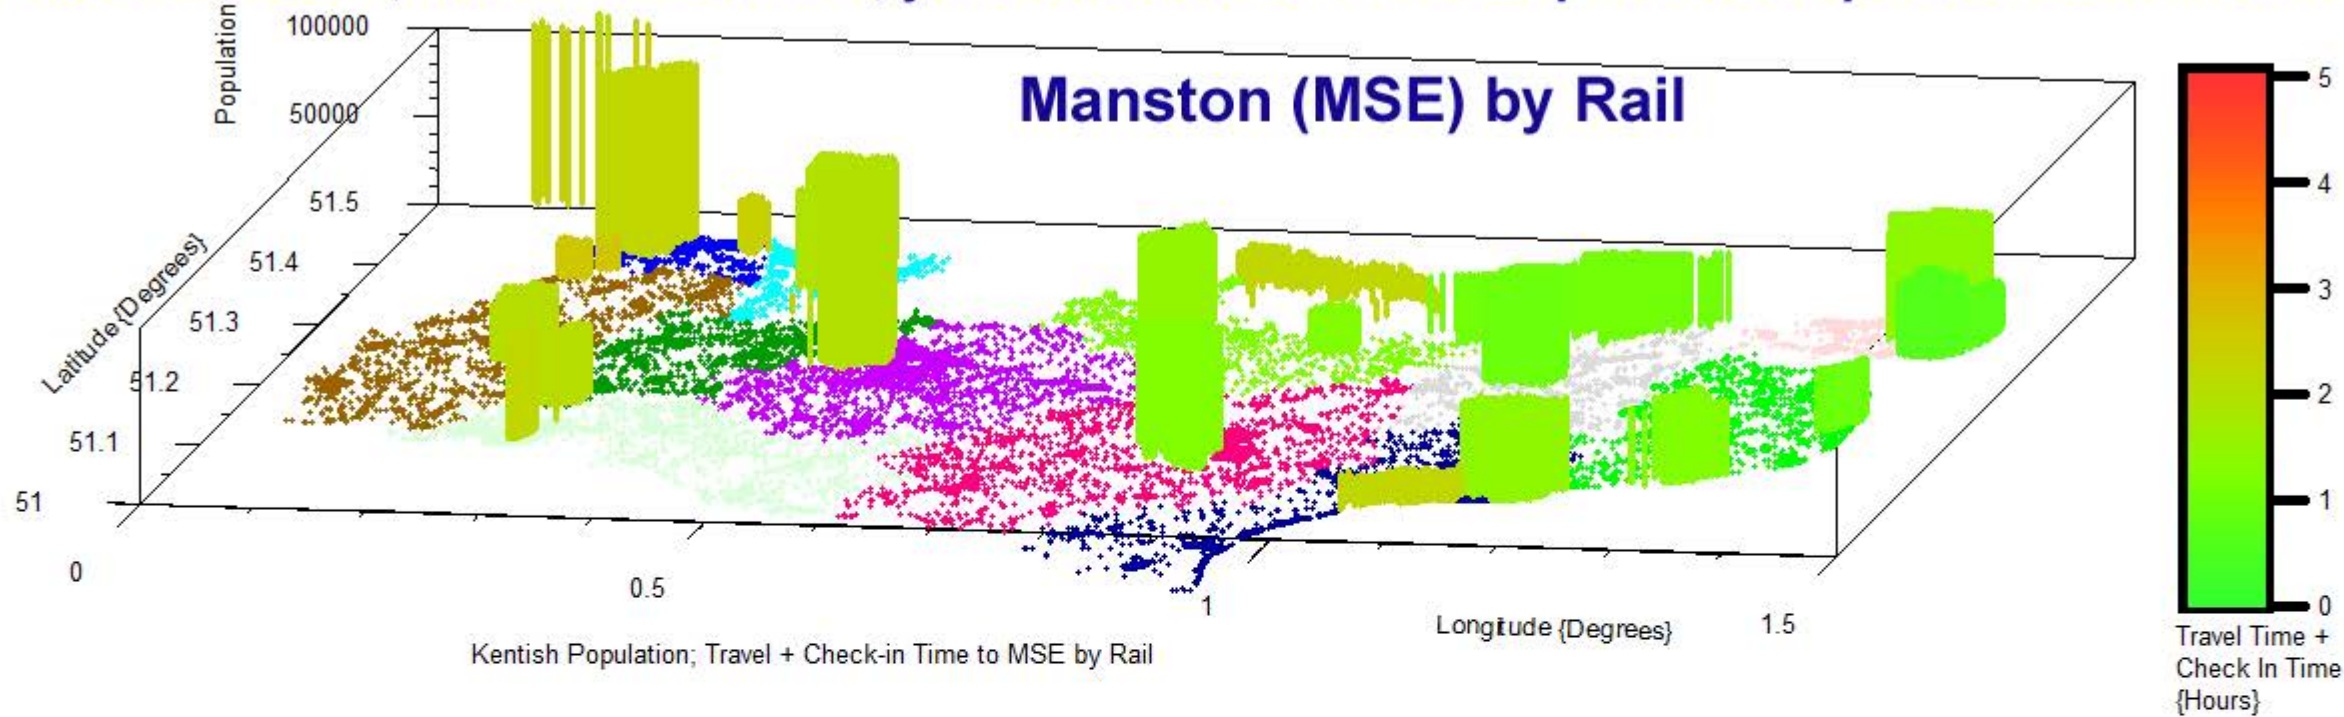 Population
100000
50000
Manston (MSE) by Rail
51.5
51.4
51.3
51.2
51.1
51
Latitude {Degrees}
0
0.5
1
1.5
Longitude {Degrees}
Kentish Population; Travel + Check-in Time to MSE by Rail
5
4
3
2
1
0
Travel Time +
Check In Time
{Hours}